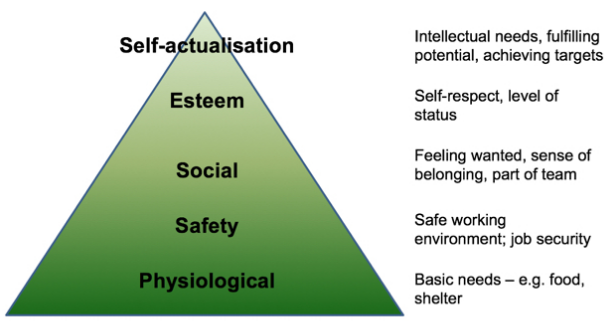 Self-actualisation
Intellectual needs, fulfilling
potential, achieving targets
Esteem
Self-respect, level of
status
Social
Feeling wanted, sense of
belonging, part of team
Safety
Safe working
environment; job security
Physiological
Basic needs – e.g. food,
shelter